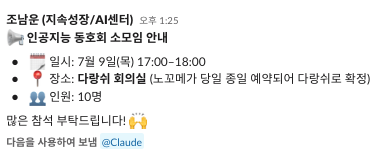 조남운 (지속성장/AI센터) 오후 1:25
📢 인공지능 동호회 소모임 안내
• 🗓️ 일시: 7월 9일(목) 17:00–18:00
• 📍 장소: 다랑쉬 회의실 (노꼬메가 당일 종일 예약되어 다랑쉬로 확정)
• 👥 인원: 10명
많은 참석 부탁드립니다! 🙌
다음을 사용하여 보냄 @Claude